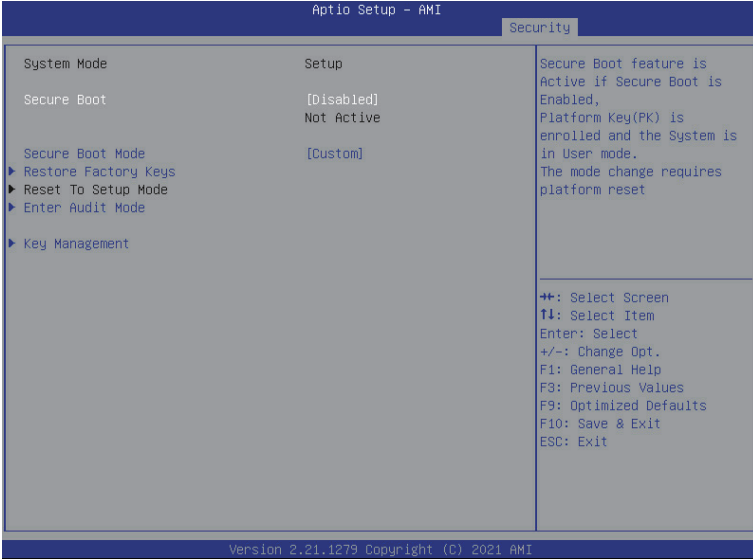 Aptio Setup – AMI
Security
System Mode Setup
Secure Boot [Disabled]
Not Active
Secure Boot Mode [Custom]
▶ Restore Factory Keys
▶ Reset To Setup Mode
▶ Enter Audit Mode
▶ Key Management
Secure Boot feature is
Active if Secure Boot is
Enabled,
Platform Key(PK) is
enrolled and the System is
in User mode.
The mode change requires
platform reset
→←: Select Screen
↑↓: Select Item
Enter: Select
+/-: Change Opt.
F1: General Help
F3: Previous Values
F9: Optimized Defaults
F10: Save & Exit
ESC: Exit
Version 2.21.1279 Copyright (C) 2021 AMI